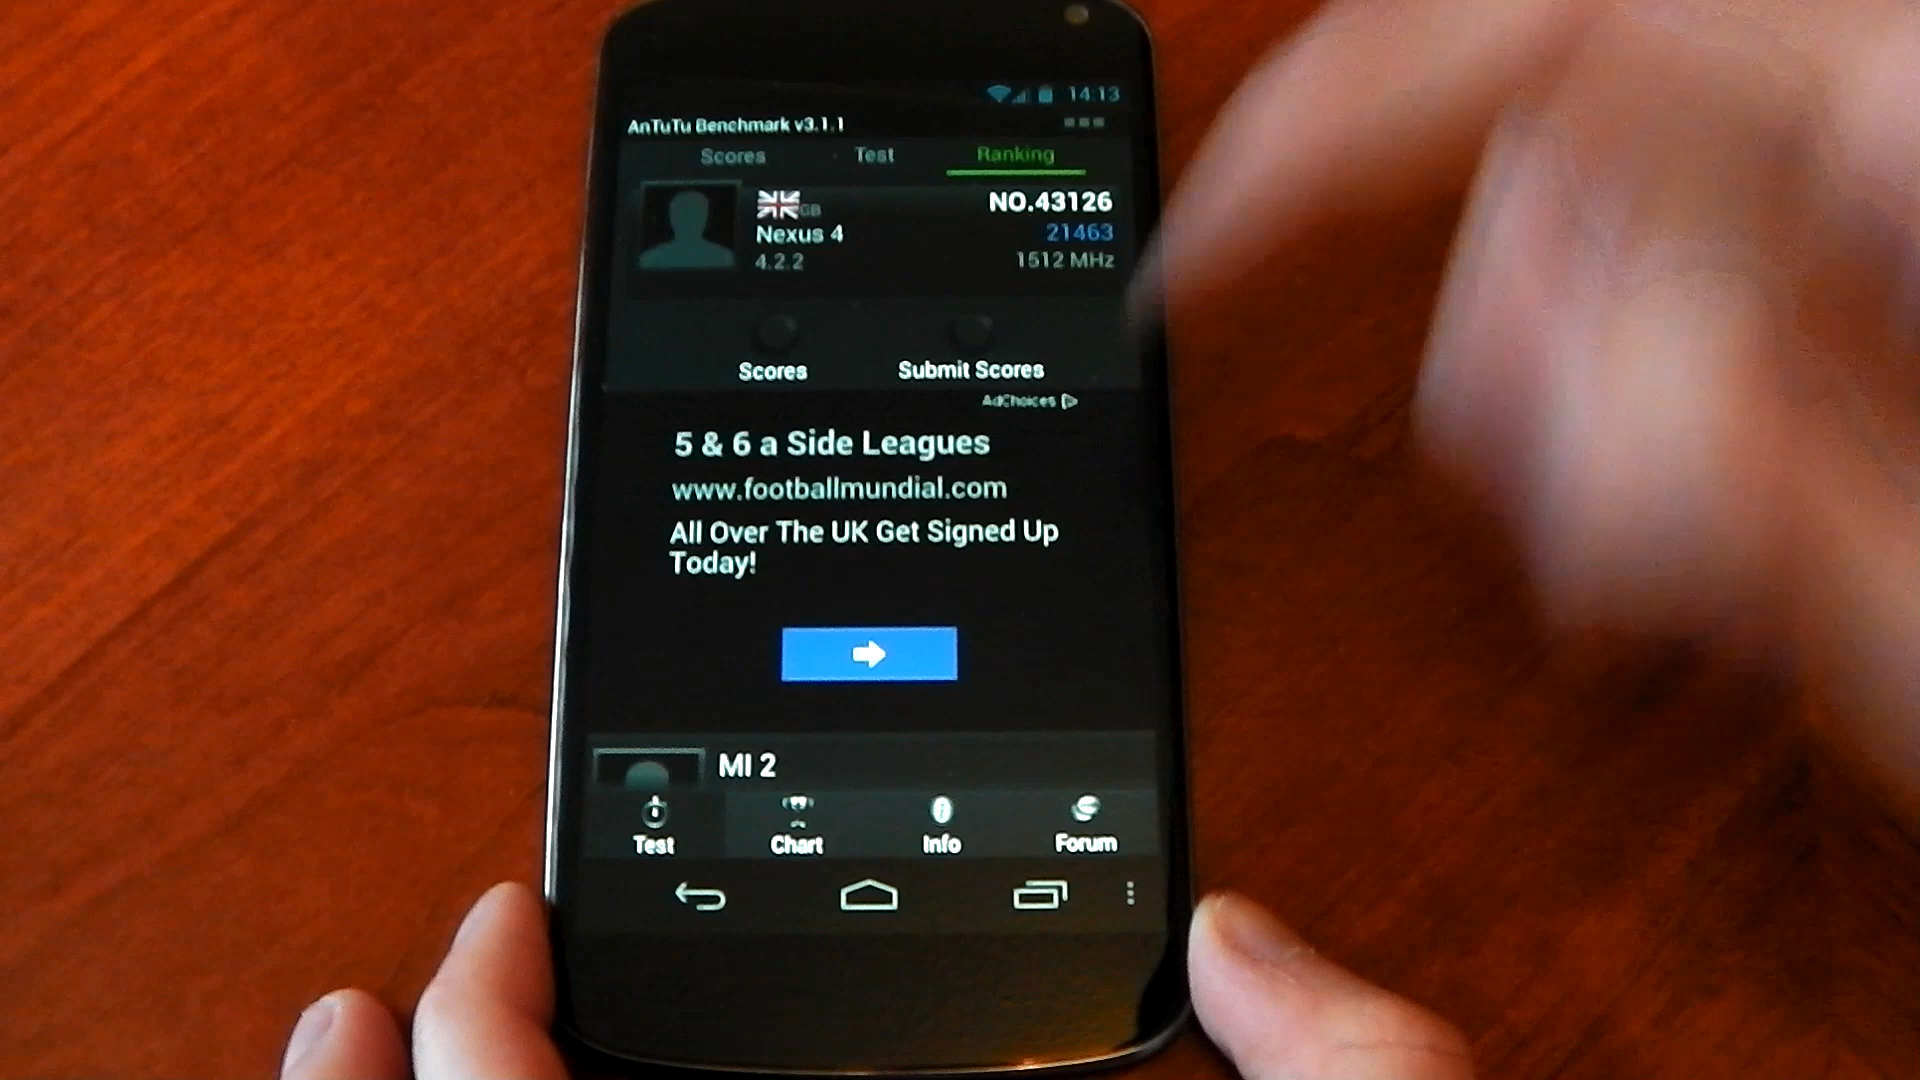 14:13
AnTuTu Benchmark v3.1.1
Scores Test Ranking
GB NO.43126
Nexus 4 21463
4.2.2 1512 MHz
Scores Submit Scores
AdChoices
5 & 6 a Side Leagues
www.footballmundial.com
All Over The UK Get Signed Up
Today!
MI 2
Test Chart Info Forum